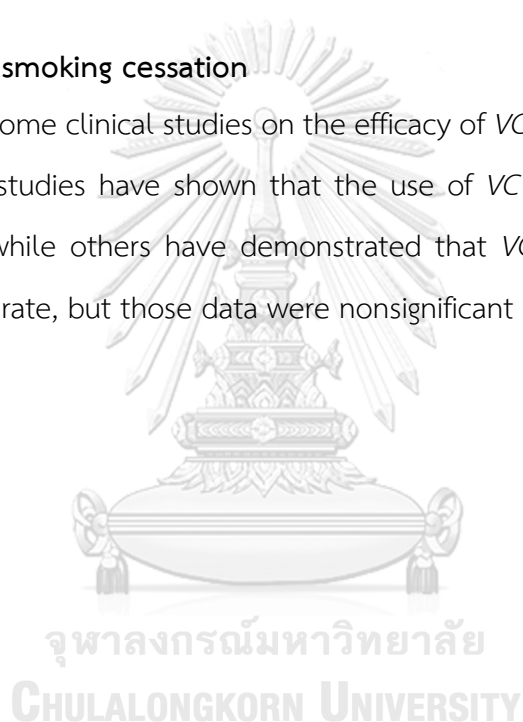 smoking cessation
ome clinical studies on the efficacy of VC
studies have shown that the use of VC
while others have demonstrated that VC
rate, but those data were nonsignificant
จุฬาลงกรณ์มหาวิทยาลัย
CHULALONGKORN UNIVERSITY